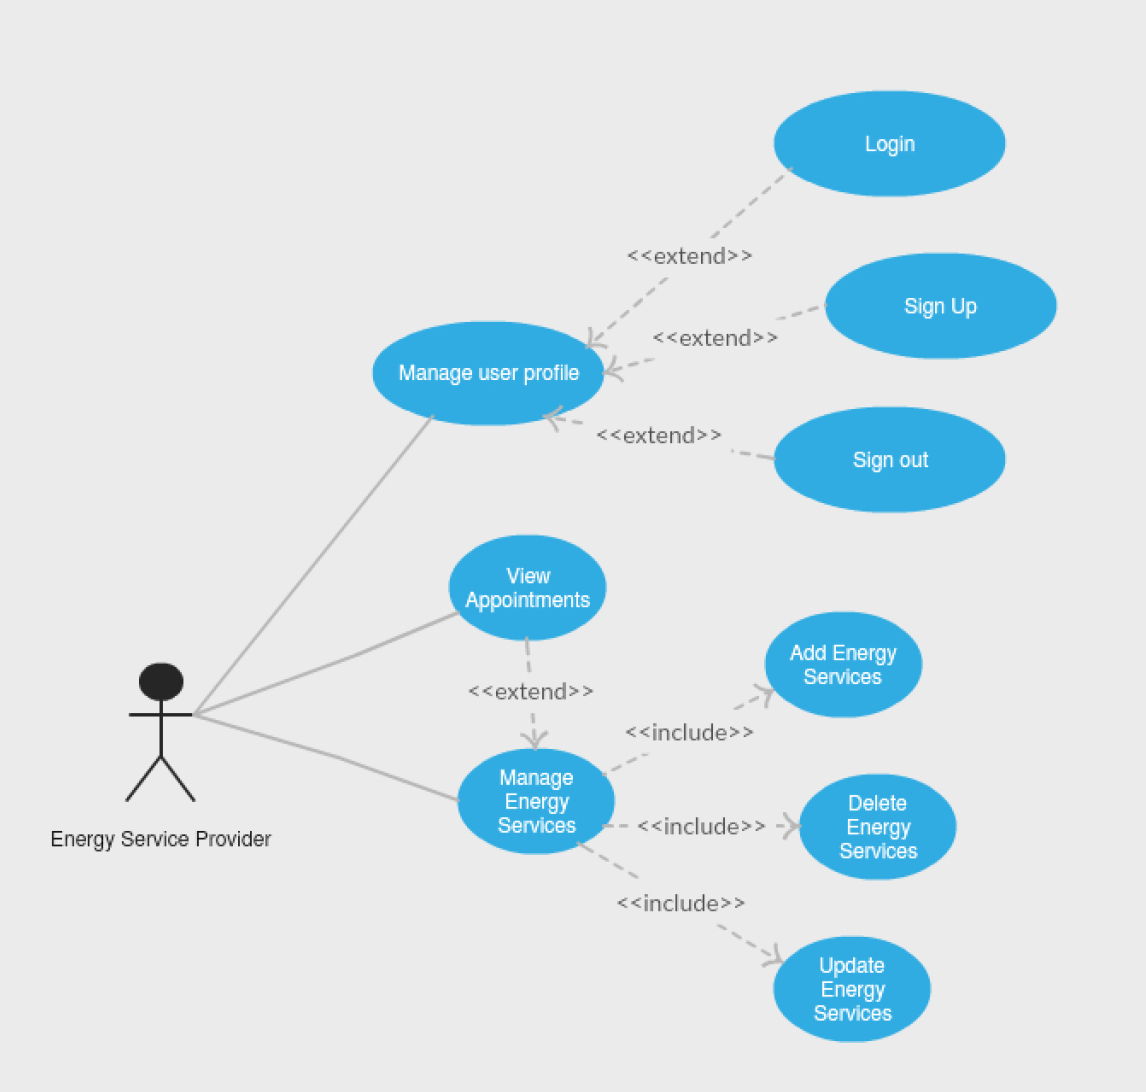 Login
<<extend>>
Sign Up
<<extend>>
Manage user profile
<<extend>>
Sign out
View
Appointments
<<extend>>
Add Energy
Services
<<include>>
Manage
Energy
Services
<<include>>
Delete
Energy
Services
Energy Service Provider
<<include>>
Update
Energy
Services